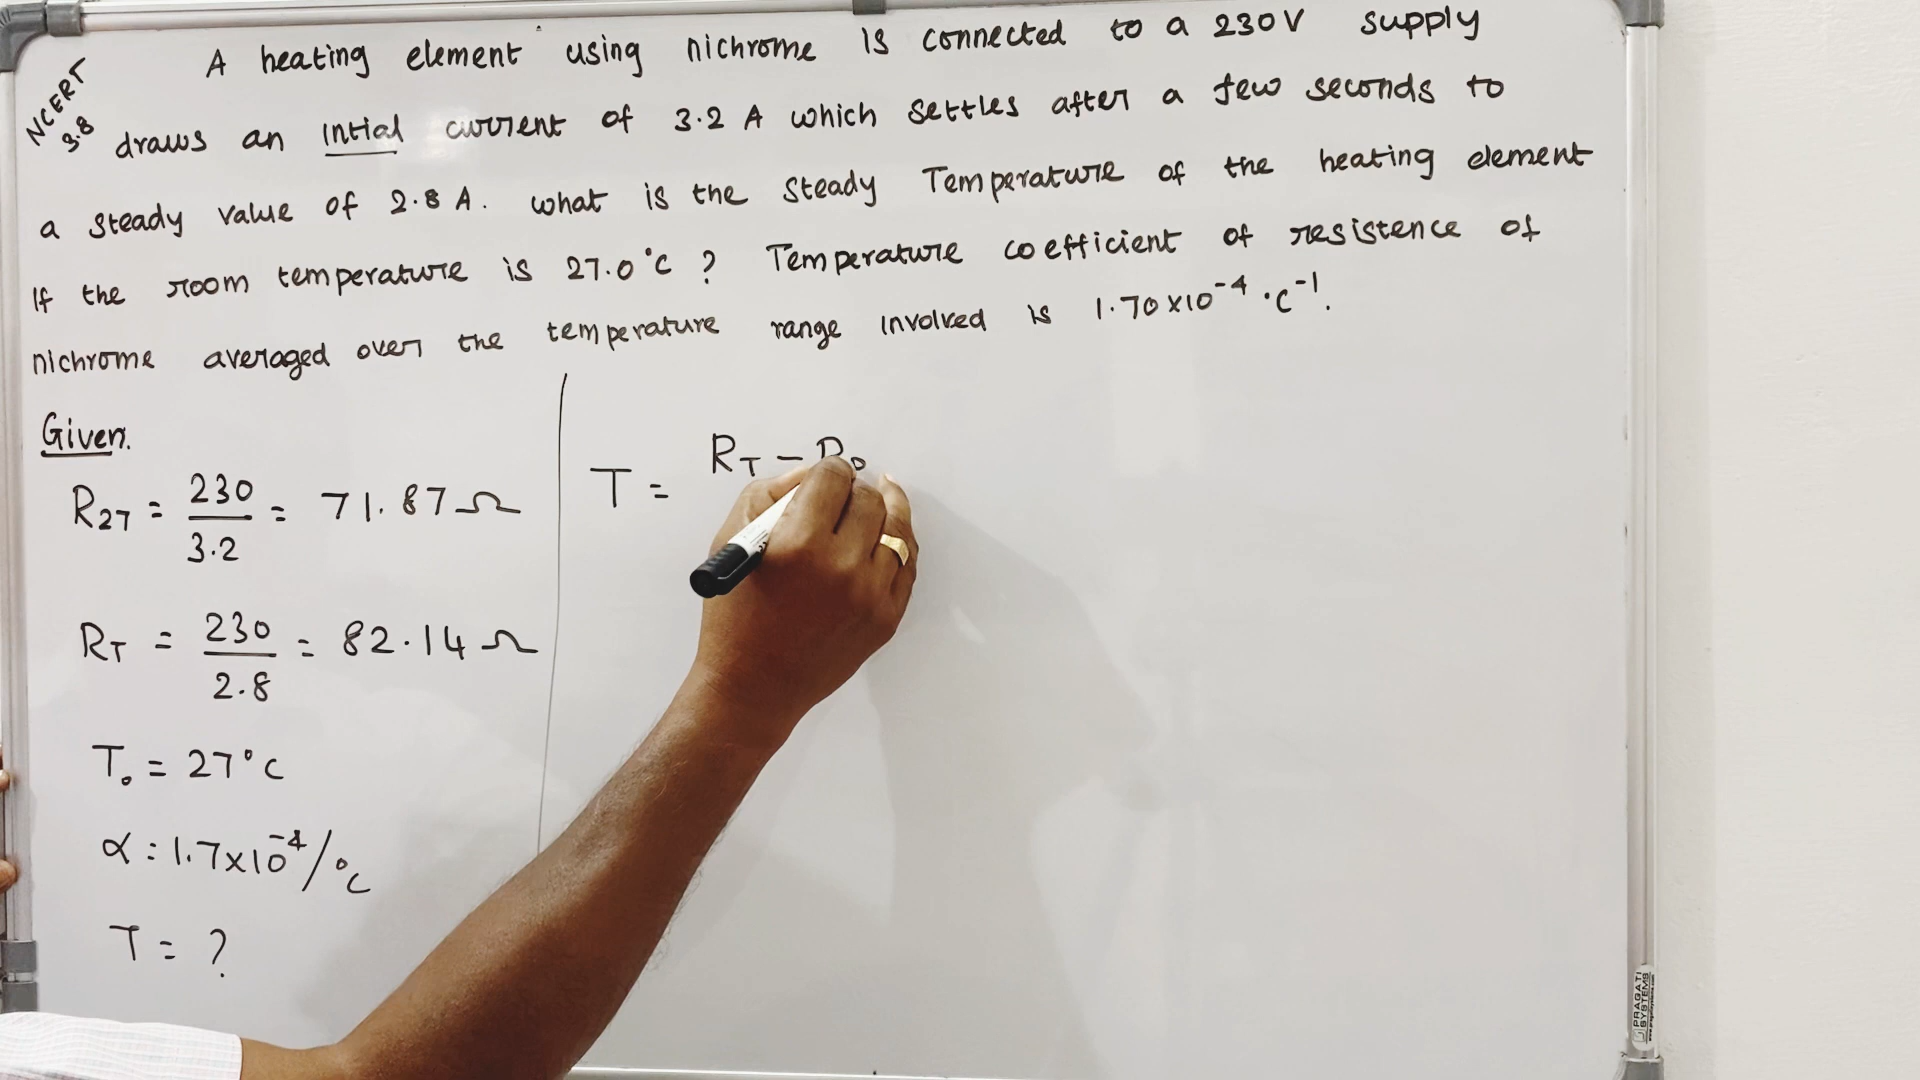 NCERT
3.8
A heating element using nichrome is connected to a 230V supply
draws an intial current of 3.2 A which settles after a few seconds to
a steady value of 2.8 A. what is the steady Temperature of the heating element
If the room temperature is 27.0°C ? Temperature coefficient of resistence of
nichrome averaged over the temperature range involved is 1.70×10⁻⁴ °C⁻¹.
Given.
R₂₇ = 230/3.2 = 71.87 Ω
R_T = 230/2.8 = 82.14 Ω
T₀ = 27°C
α = 1.7×10⁻⁴/°C
T = ?
T = R_T –
PRAGATI
SYSTEMS